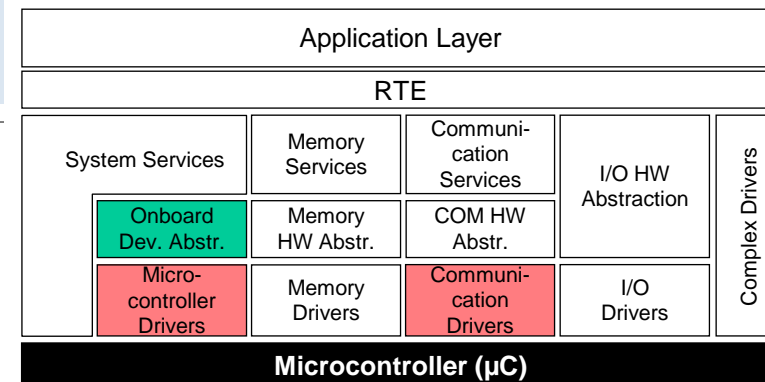 Application Layer
RTE
System Services
Memory
Services
Communi-
cation
Services
I/O HW
Abstraction
Complex Drivers
Onboard
Dev. Abstr.
Memory
HW Abstr.
COM HW
Abstr.
Micro-
controller
Drivers
Memory
Drivers
Communi-
cation
Drivers
I/O
Drivers
Microcontroller (µC)